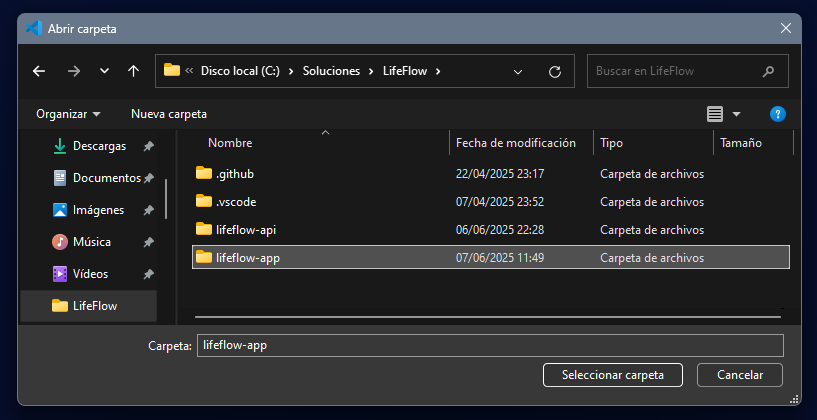 Abrir carpeta
Disco local (C:) Soluciones LifeFlow
Buscar en LifeFlow
Organizar Nueva carpeta
Nombre Fecha de modificación Tipo Tamaño
Descargas
Documentos
Imágenes
Música
Vídeos
LifeFlow
.github 22/04/2025 23:17 Carpeta de archivos
.vscode 07/04/2025 23:52 Carpeta de archivos
lifeflow-api 06/06/2025 22:28 Carpeta de archivos
lifeflow-app 07/06/2025 11:49 Carpeta de archivos
Carpeta: lifeflow-app
Seleccionar carpeta Cancelar